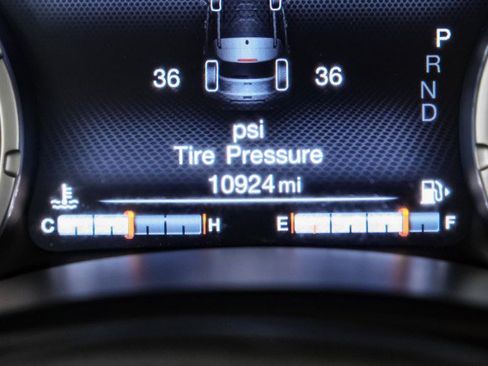 P
R
36 36
N
D
psi
Tire Pressure
10924 mi
C H E F